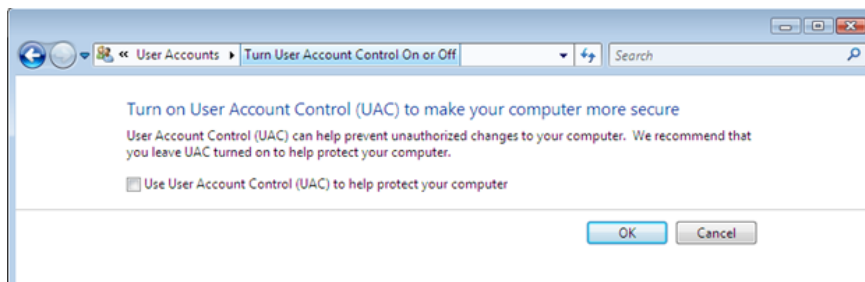 « User Accounts ▸ Turn User Account Control On or Off Search
Turn on User Account Control (UAC) to make your computer more secure
User Account Control (UAC) can help prevent unauthorized changes to your computer. We recommend that
you leave UAC turned on to help protect your computer.
Use User Account Control (UAC) to help protect your computer
OK Cancel